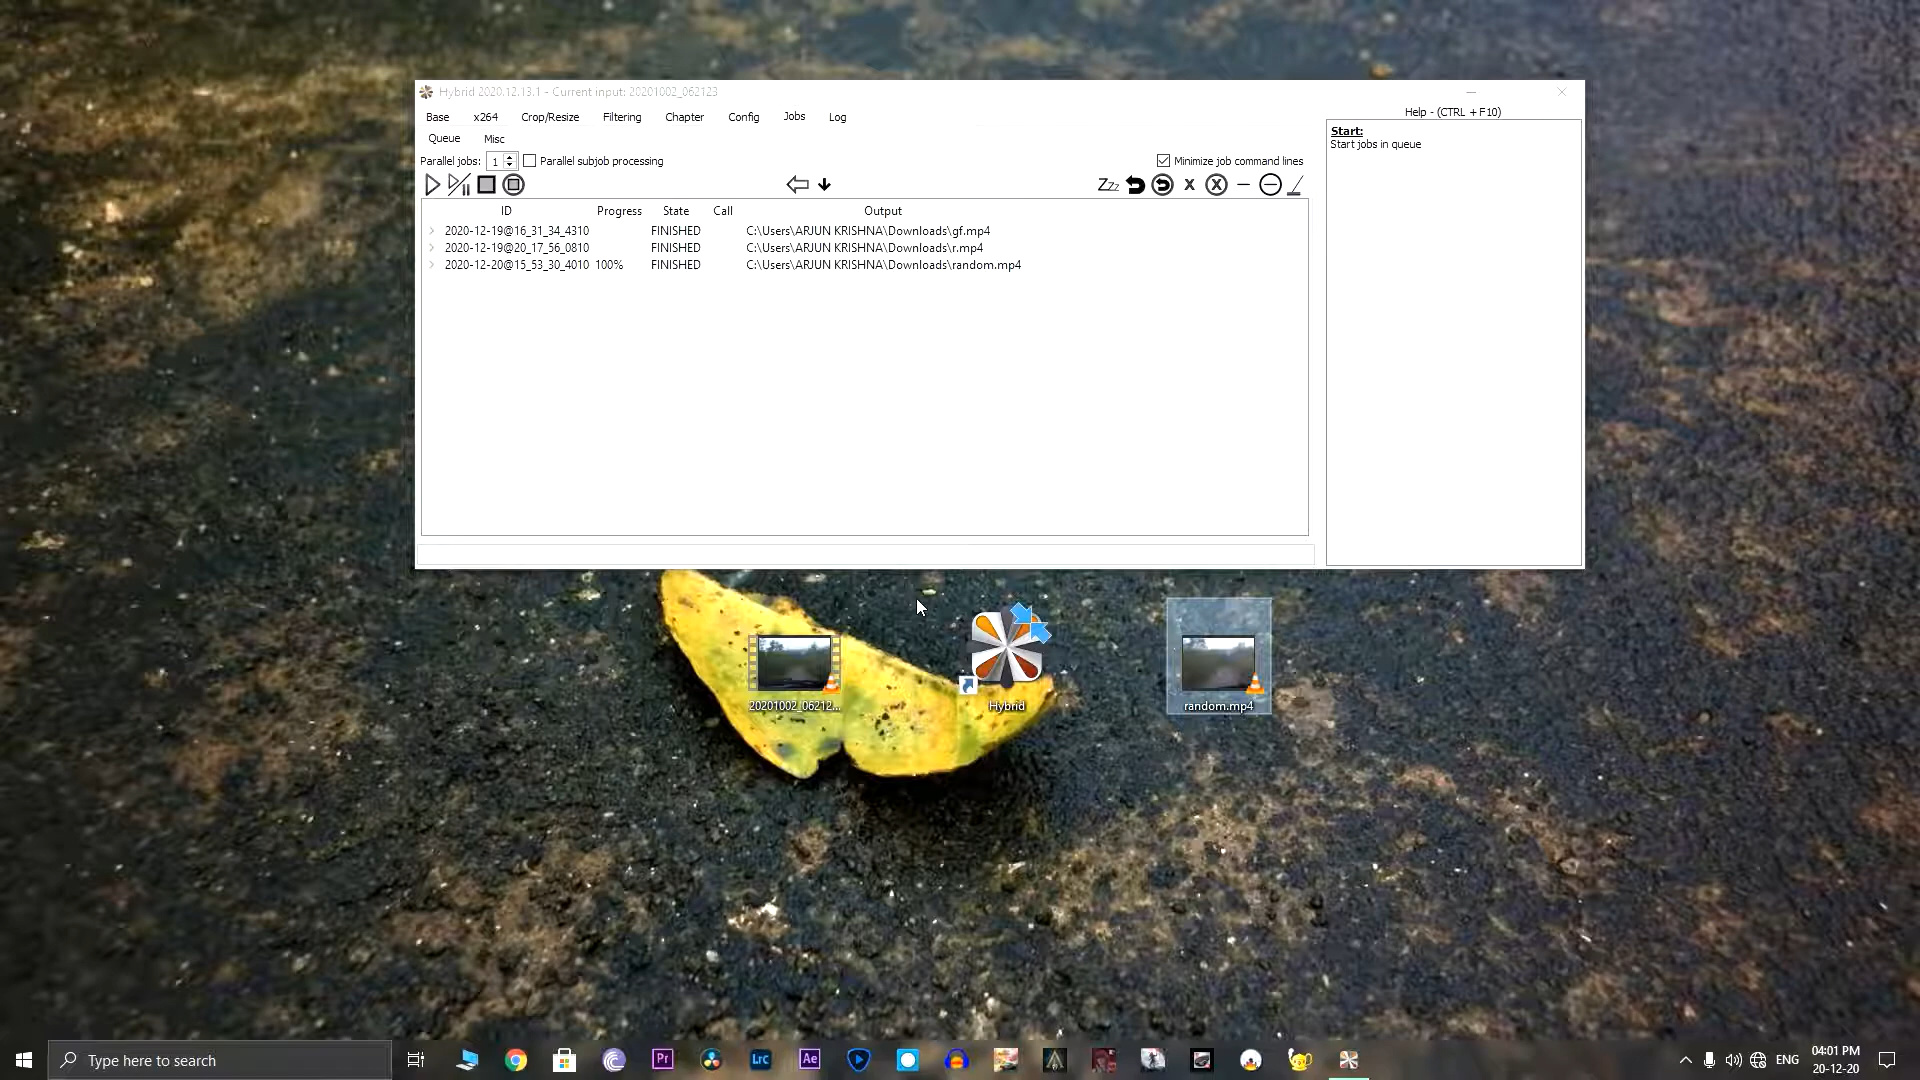 Hybrid 2020.12.13.1 - Current input: 20201002_062123
Base x264 Crop/Resize Filtering Chapter Config Jobs Log
Queue Misc
Parallel jobs: 1 Parallel subjob processing Minimize job command lines
Zzz
ID Progress State Call Output
2020-12-19@16_31_34_4310 FINISHED C:\Users\ARJUN KRISHNA\Downloads\gf.mp4
2020-12-19@20_17_56_0810 FINISHED C:\Users\ARJUN KRISHNA\Downloads\r.mp4
2020-12-20@15_53_30_4010 100% FINISHED C:\Users\ARJUN KRISHNA\Downloads\random.mp4
Help - (CTRL + F10)
Start:
Start jobs in queue
20201002_06212...
Hybrid
random.mp4
Type here to search
Pr
Lrc
Ae
ENG
04:01 PM
20-12-20